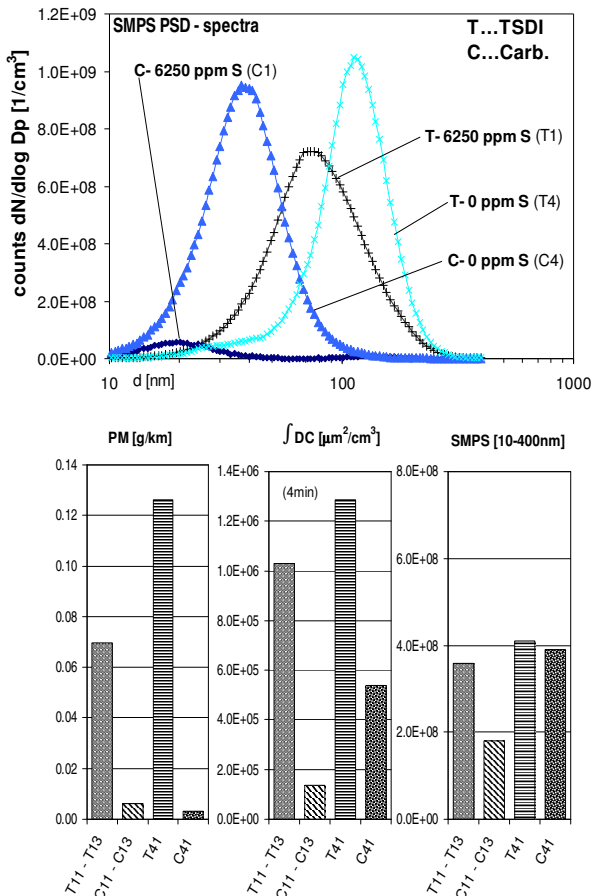 SMPS PSD - spectra
T…TSDI
C…Carb.
counts dN/dlog Dp [1/cm³]
1.2E+09
1.0E+09
8.0E+08
6.0E+08
4.0E+08
2.0E+08
0.0E+00
C- 6250 ppm S (C1)
T- 6250 ppm S (T1)
T- 0 ppm S (T4)
C- 0 ppm S (C4)
10
d [nm]
100
1000
PM [g/km]
0.14
0.12
0.10
0.08
0.06
0.04
0.02
0.00
T11 - T13
C11 - C13
T41
C41
∫ DC [µm²/cm³]
(4min)
1.4E+06
1.2E+06
1.0E+06
8.0E+05
6.0E+05
4.0E+05
2.0E+05
0.0E+00
T11 - T13
C11 - C13
T41
C41
SMPS [10-400nm]
8.0E+08
6.0E+08
4.0E+08
2.0E+08
0.0E+00
T11 - T13
C11 - C13
T41
C41